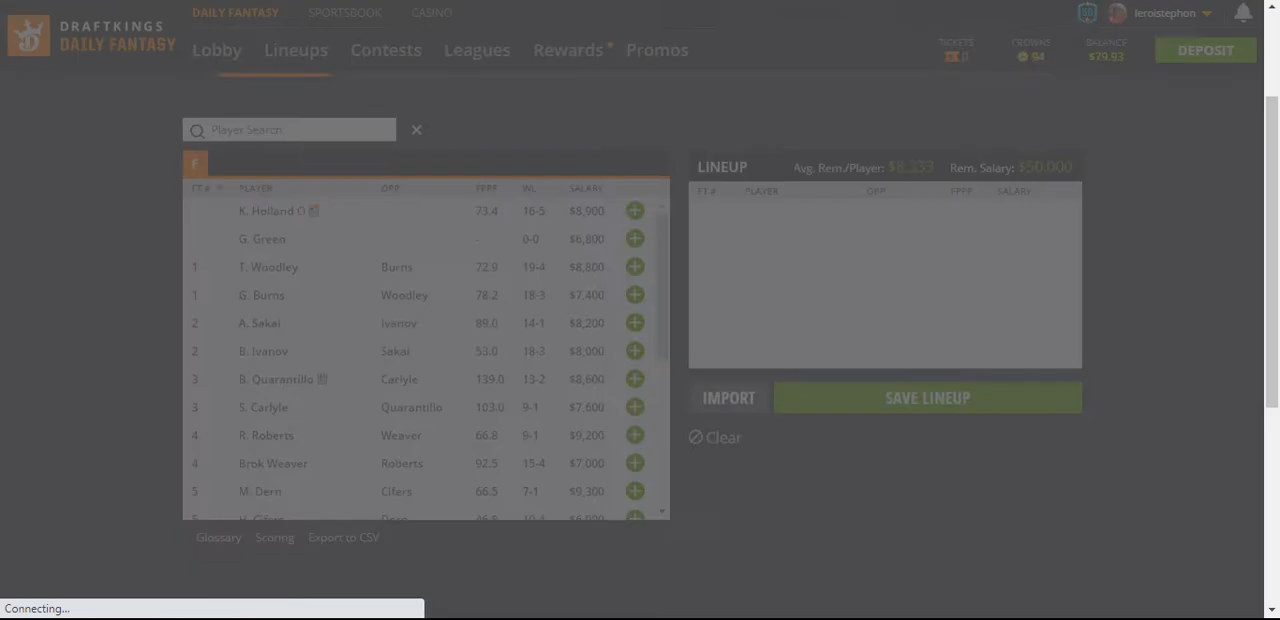 DRAFTKINGS
DAILY FANTASY
DAILY FANTASY SPORTSBOOK CASINO
Lobby Lineups Contests Leagues Rewards Promos
leroistephon
TICKETS CROWNS BALANCE
0 94 $79.93
DEPOSIT
Player Search
F
FT # PLAYER OPP FPPF WL SALARY
K. Holland O 73.4 16-5 $8,900
G. Green - 0-0 $6,800
1 T. Woodley Burns 72.9 19-4 $8,800
1 G. Burns Woodley 78.2 18-3 $7,400
2 A. Sakai Ivanov 89.0 14-1 $8,200
2 B. Ivanov Sakai 53.0 18-3 $8,000
3 B. Quarantillo Carlyle 139.0 13-2 $8,600
3 S. Carlyle Quarantillo 103.0 9-1 $7,600
4 R. Roberts Weaver 66.8 9-1 $9,200
4 Brok Weaver Roberts 92.5 15-4 $7,000
5 M. Dern Cifers 66.5 7-1 $9,300
5 H. Cifers Dern
Glossary Scoring Export to CSV
LINEUP Avg. Rem./Player: $8,333 Rem. Salary: $50,000
FT # PLAYER OPP FPPF SALARY
IMPORT SAVE LINEUP
Clear
Connecting...